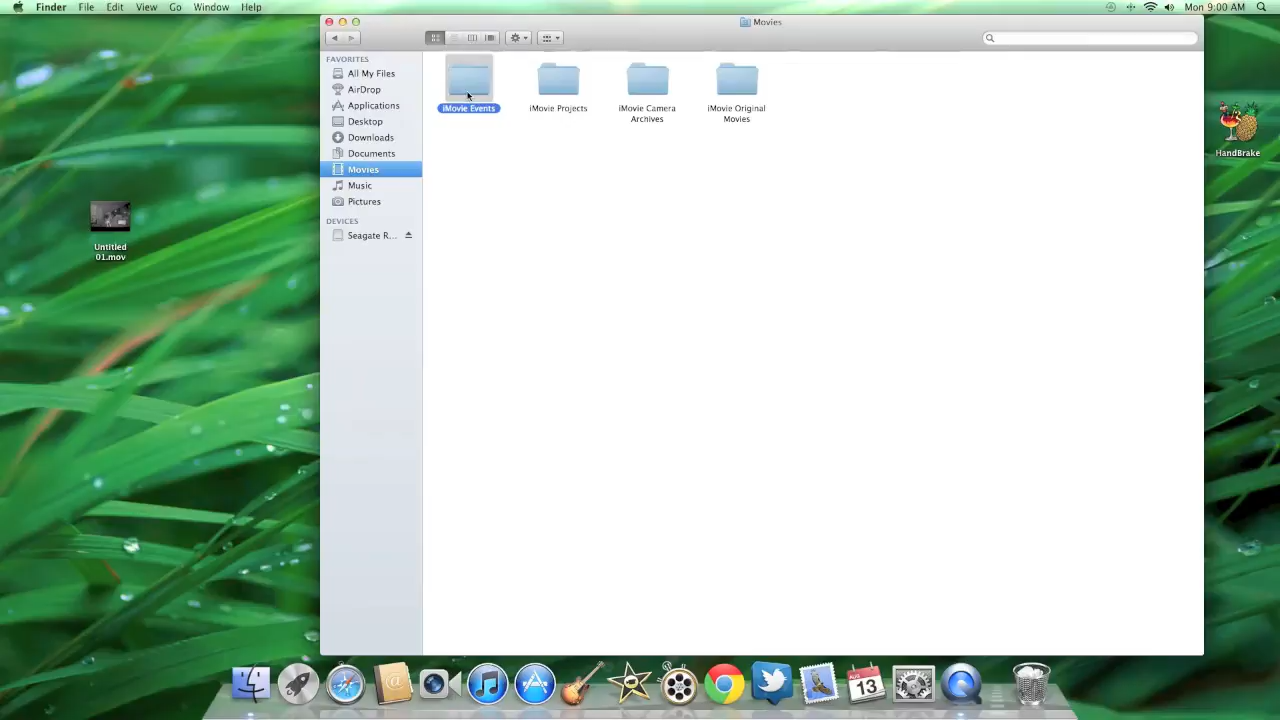 Finder File Edit View Go Window Help
Mon 9:00 AM
Movies
FAVORITES
All My Files
AirDrop
Applications
Desktop
Downloads
Documents
Movies
Music
Pictures
DEVICES
Seagate R...
iMovie Events
iMovie Projects
iMovie Camera
Archives
iMovie Original
Movies
Untitled
01.mov
HandBrake
AUG
13